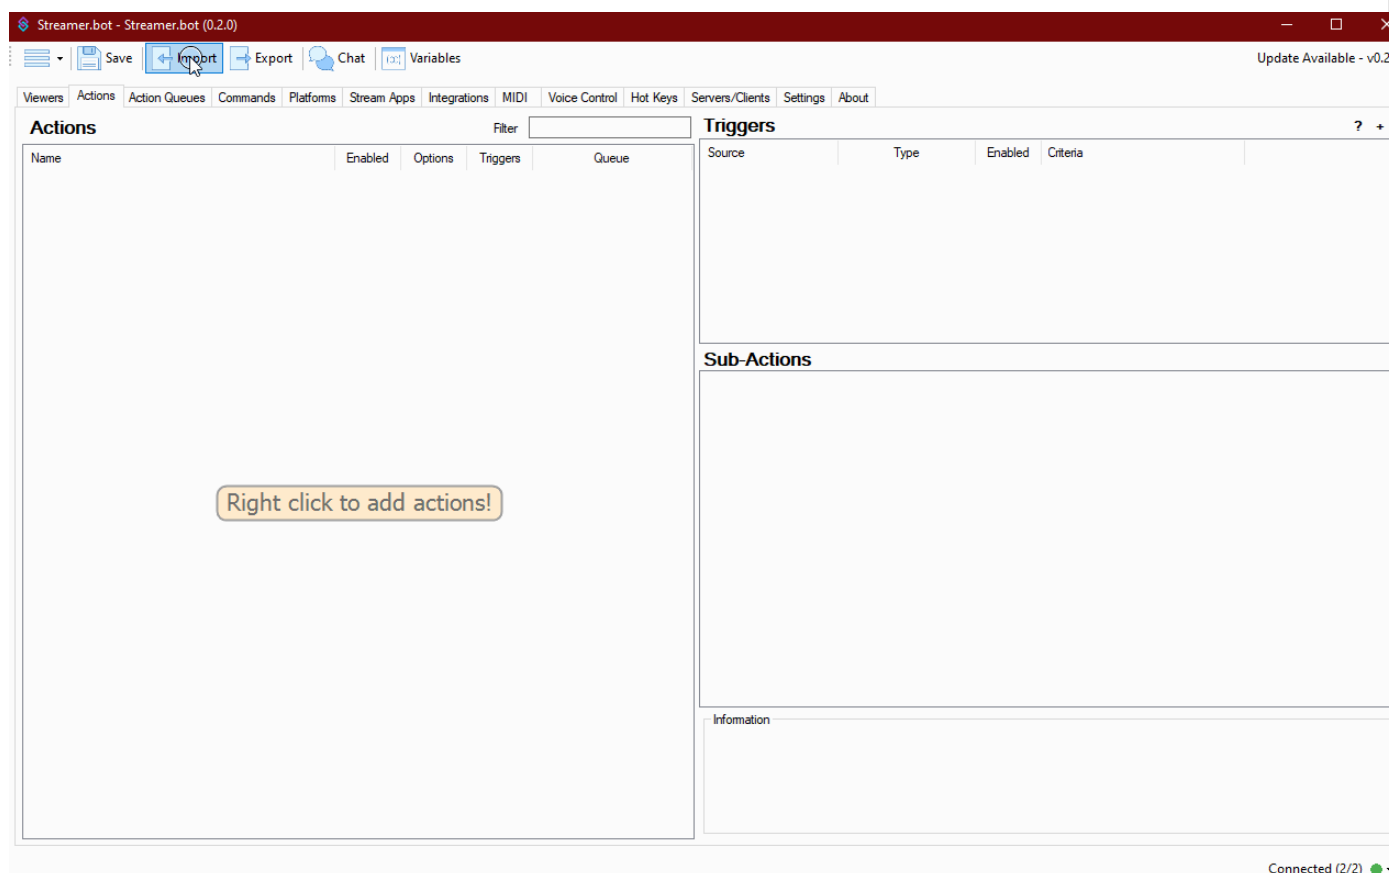 Streamer.bot - Streamer.bot (0.2.0)
Save Import Export Chat Variables Update Available - v0.2
Viewers Actions Action Queues Commands Platforms Stream Apps Integrations MIDI Voice Control Hot Keys Servers/Clients Settings About
Actions Filter
Name Enabled Options Triggers Queue
Right click to add actions!
Triggers ? +
Source Type Enabled Criteria
Sub-Actions
Information
Connected (2/2)